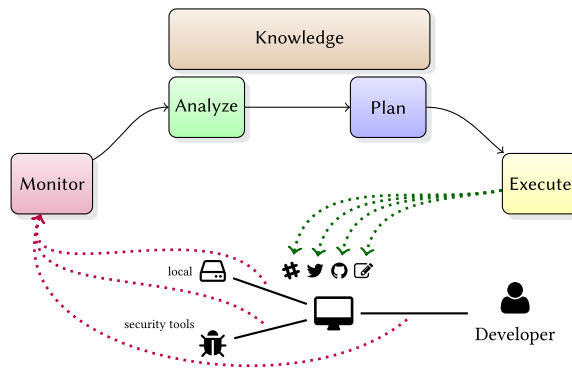 Knowledge
Analyze
Plan
Monitor
Execute
local
security tools
Developer